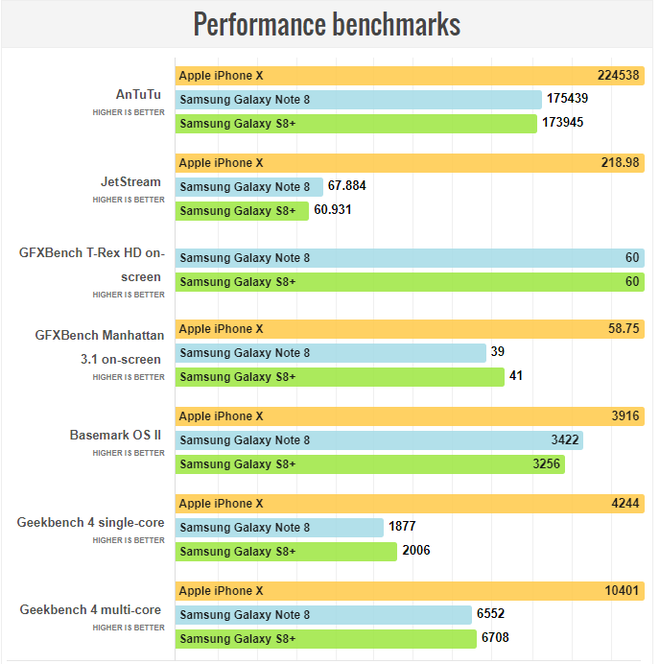 Performance benchmarks
AnTuTu
HIGHER IS BETTER
Apple iPhone X 224538
Samsung Galaxy Note 8 175439
Samsung Galaxy S8+ 173945
JetStream
HIGHER IS BETTER
Apple iPhone X 218.98
Samsung Galaxy Note 8 67.884
Samsung Galaxy S8+ 60.931
GFXBench T-Rex HD on-
screen
HIGHER IS BETTER
Samsung Galaxy Note 8 60
Samsung Galaxy S8+ 60
GFXBench Manhattan
3.1 on-screen
HIGHER IS BETTER
Apple iPhone X 58.75
Samsung Galaxy Note 8 39
Samsung Galaxy S8+ 41
Basemark OS II
HIGHER IS BETTER
Apple iPhone X 3916
Samsung Galaxy Note 8 3422
Samsung Galaxy S8+ 3256
Geekbench 4 single-core
HIGHER IS BETTER
Apple iPhone X 4244
Samsung Galaxy Note 8 1877
Samsung Galaxy S8+ 2006
Geekbench 4 multi-core
HIGHER IS BETTER
Apple iPhone X 10401
Samsung Galaxy Note 8 6552
Samsung Galaxy S8+ 6708